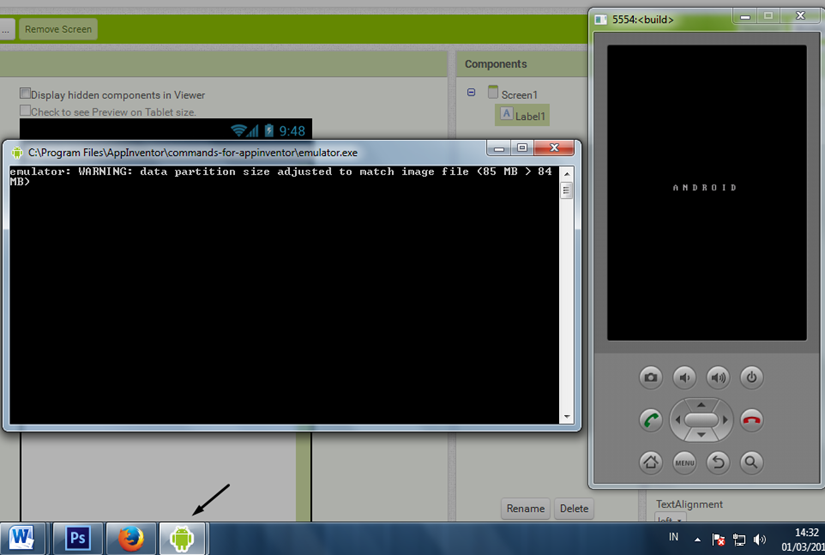 ...
Remove Screen
5554:<build>
Components
Display hidden components in Viewer
Check to see Preview on Tablet size.
Screen1
A Label1
9:48
C:\Program Files\AppInventor\commands-for-appinventor\emulator.exe
emulator: WARNING: data partition size adjusted to match image file (85 MB > 84
MB)
ANDROID
MENU
Rename
Delete
TextAlignment
left
W
Ps
IN
14:32
01/03/201